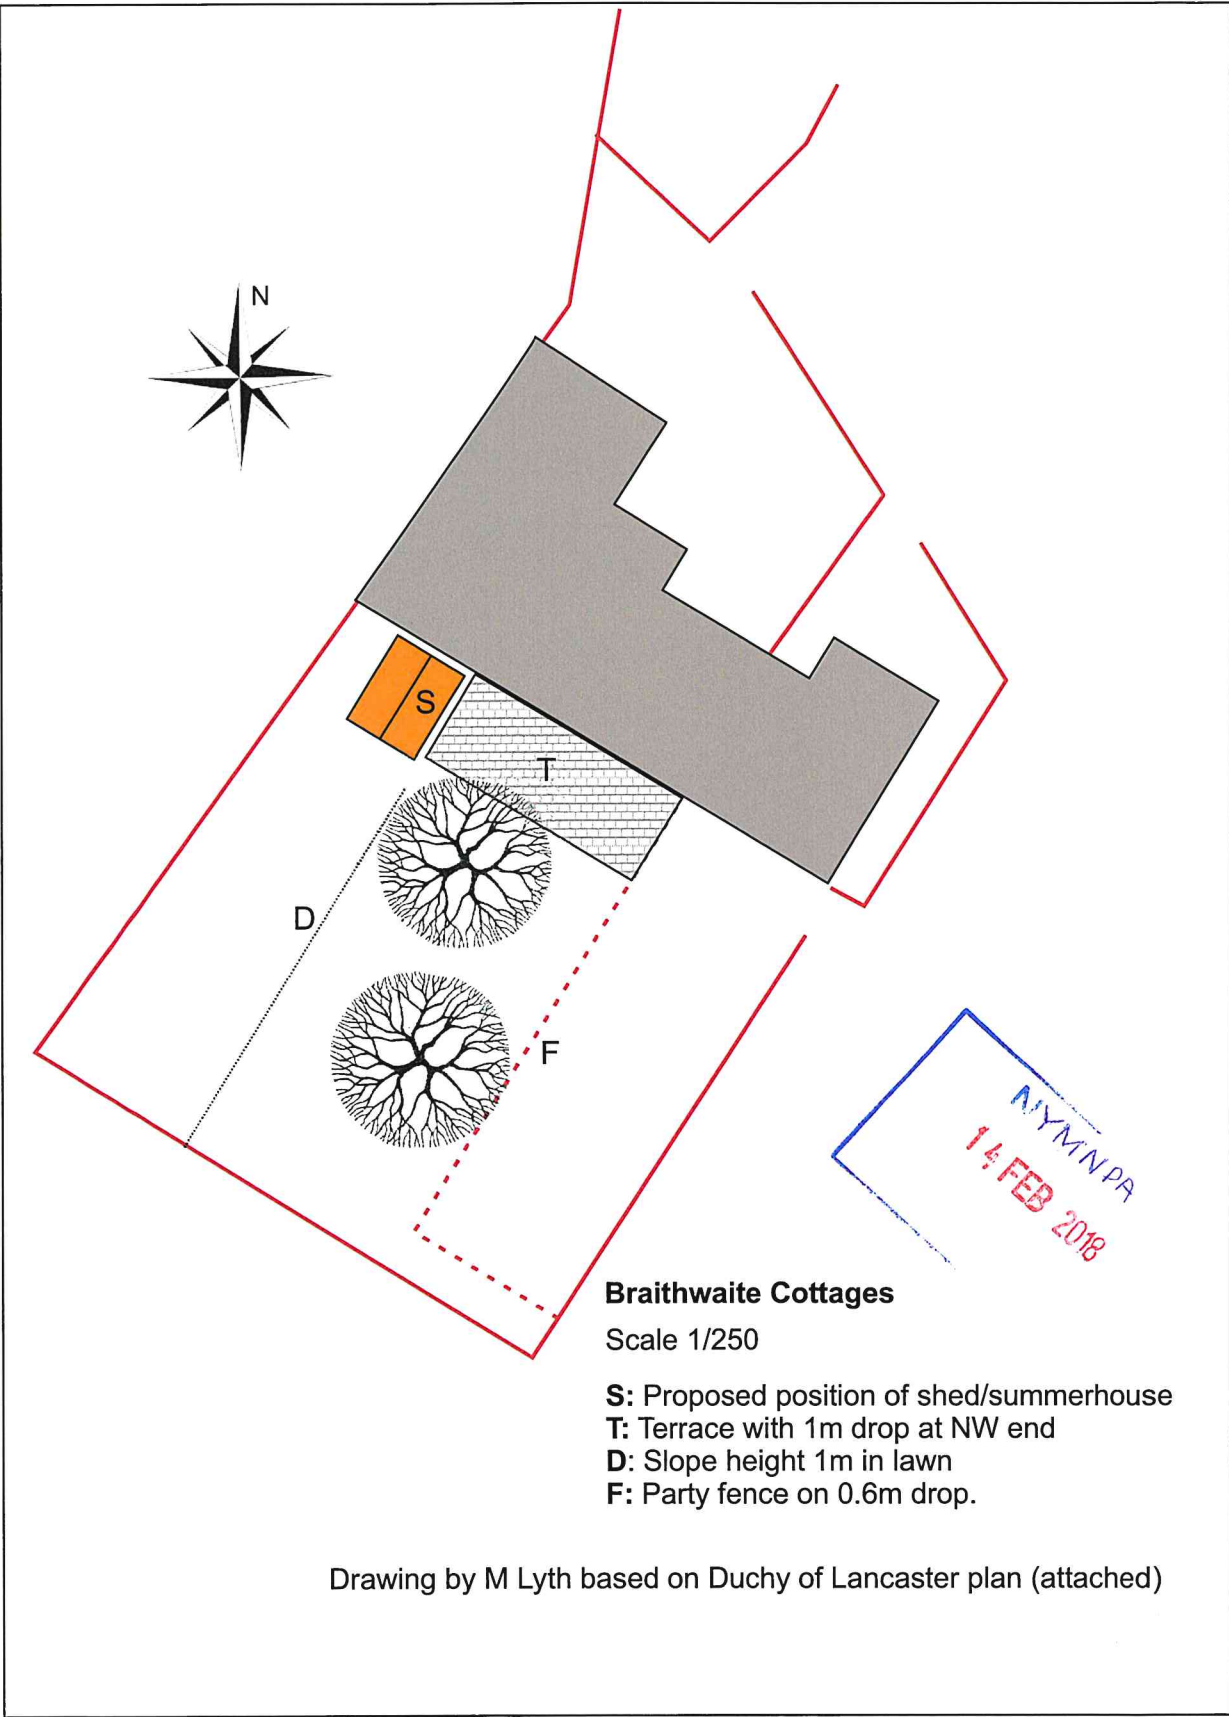 N
S
T
D
F
NYMNPA
14 FEB 2018
Braithwaite Cottages
Scale 1/250
S: Proposed position of shed/summerhouse
T: Terrace with 1m drop at NW end
D: Slope height 1m in lawn
F: Party fence on 0.6m drop.
Drawing by M Lyth based on Duchy of Lancaster plan (attached)